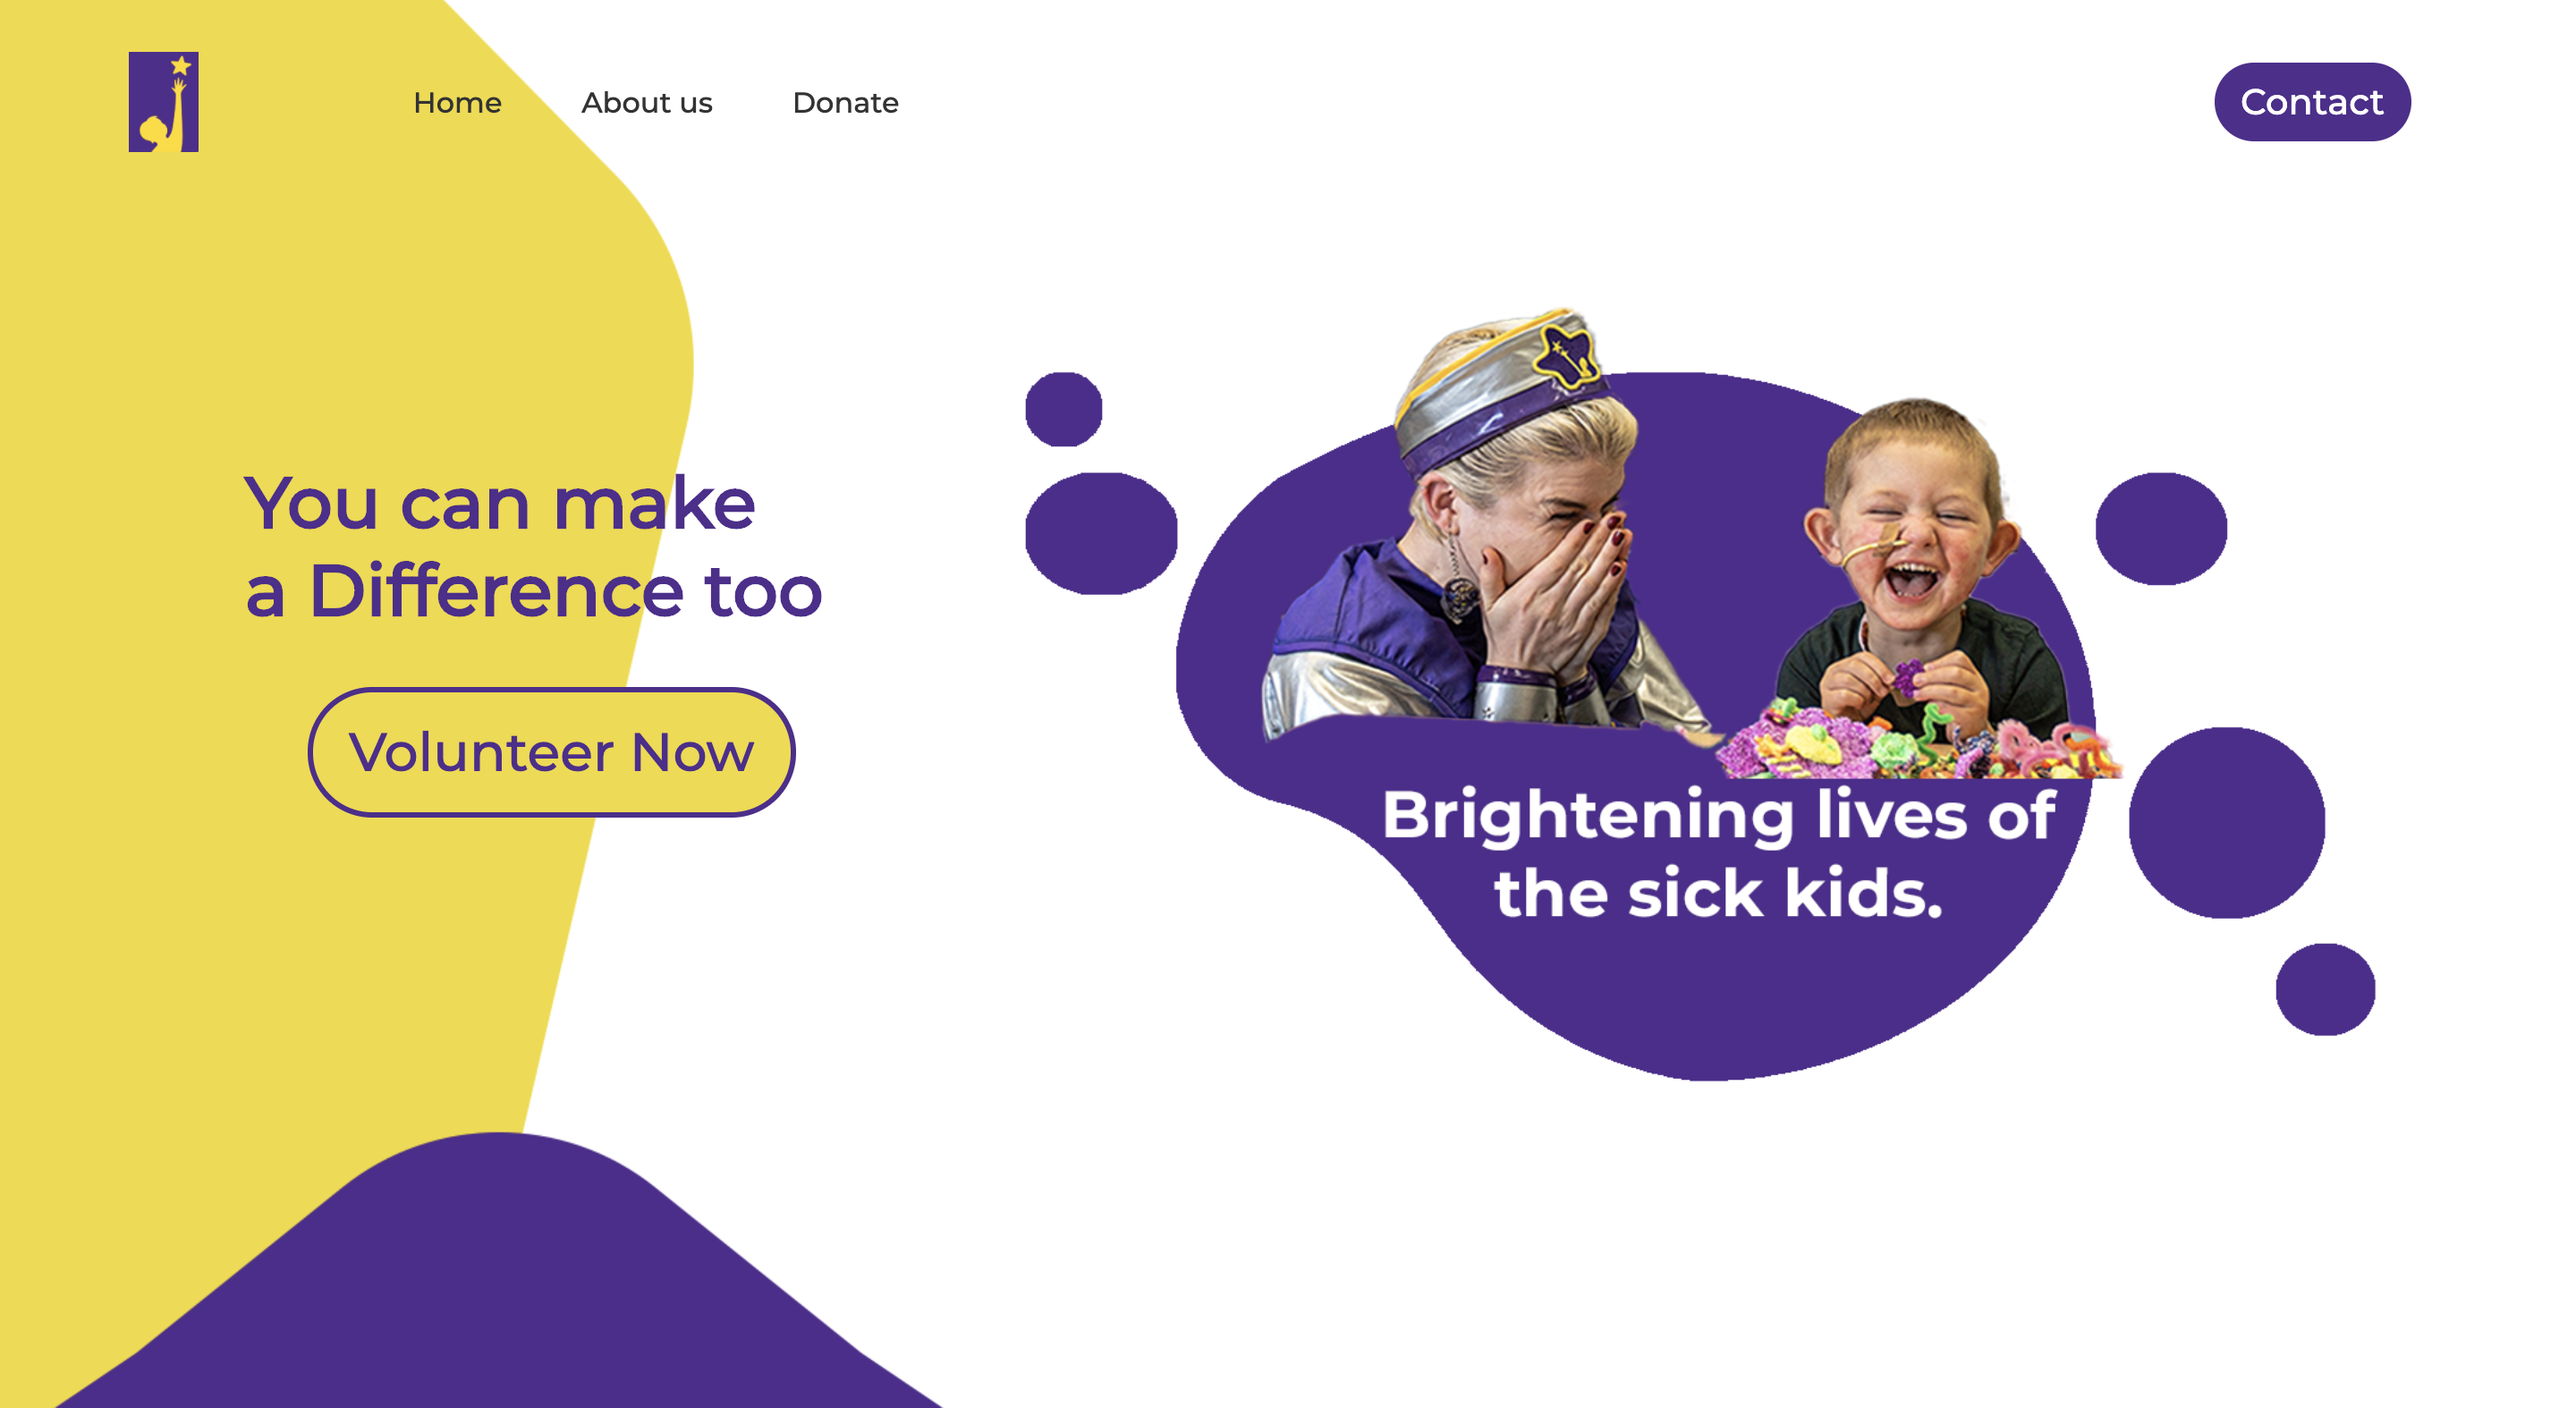 Home
About us
Donate
Contact
You can make
a Difference too
Volunteer Now
Brightening lives of
the sick kids.